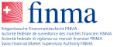 finma
Eidgenössische Finanzmarktaufsicht FINMA
Autorité fédérale de surveillance des marchés financiers FINMA
Autorità federale di vigilanza sui mercati finanziari FINMA
Swiss Financial Market Supervisory Authority FINMA